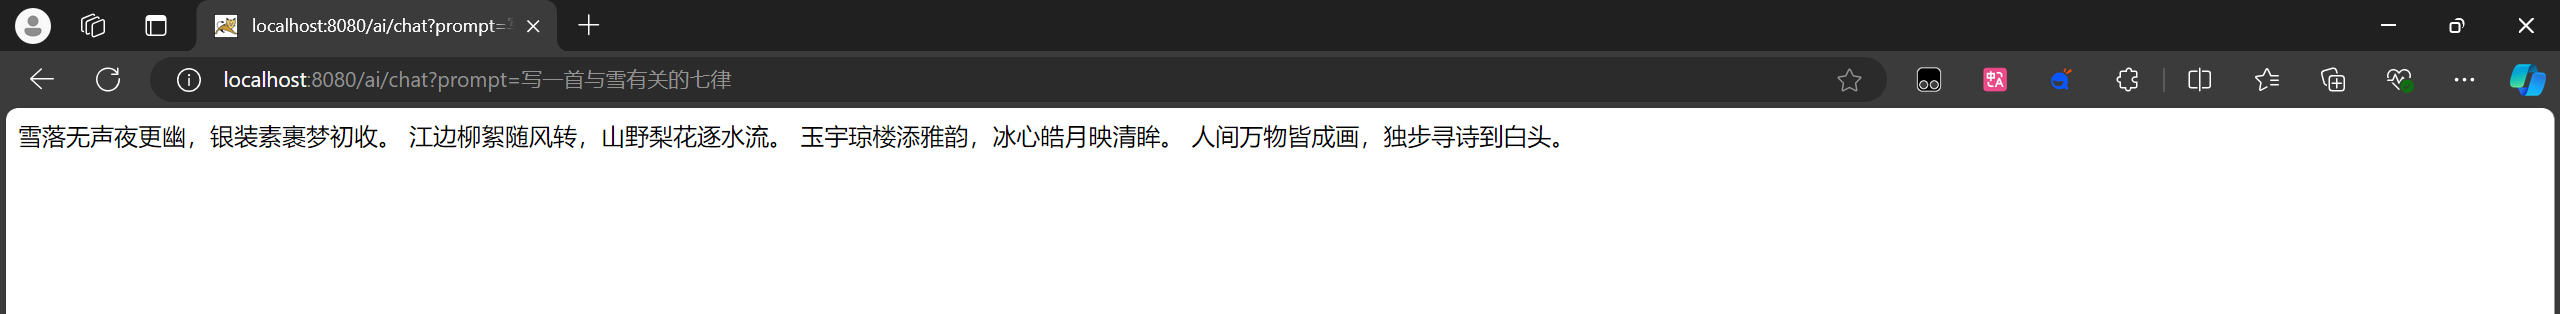 localhost:8080/ai/chat?prompt=
localhost:8080/ai/chat?prompt=写一首与雪有关的七律
雪落无声夜更幽，银装素裹梦初收。 江边柳絮随风转，山野梨花逐水流。 玉宇琼楼添雅韵，冰心皓月映清眸。 人间万物皆成画，独步寻诗到白头。